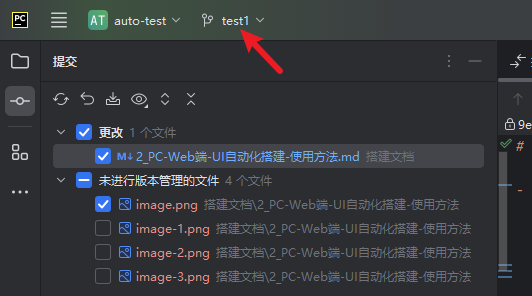 PC
AT auto-test test1
提交
更改 1 个文件
M↓ 2_PC-Web端-UI自动化搭建-使用方法.md 搭建文档
未进行版本管理的文件 4 个文件
image.png 搭建文档\2_PC-Web端-UI自动化搭建-使用方法
image-1.png 搭建文档\2_PC-Web端-UI自动化搭建-使用方法
image-2.png 搭建文档\2_PC-Web端-UI自动化搭建-使用方法
image-3.png 搭建文档\2_PC-Web端-UI自动化搭建-使用方法
9e
#
-